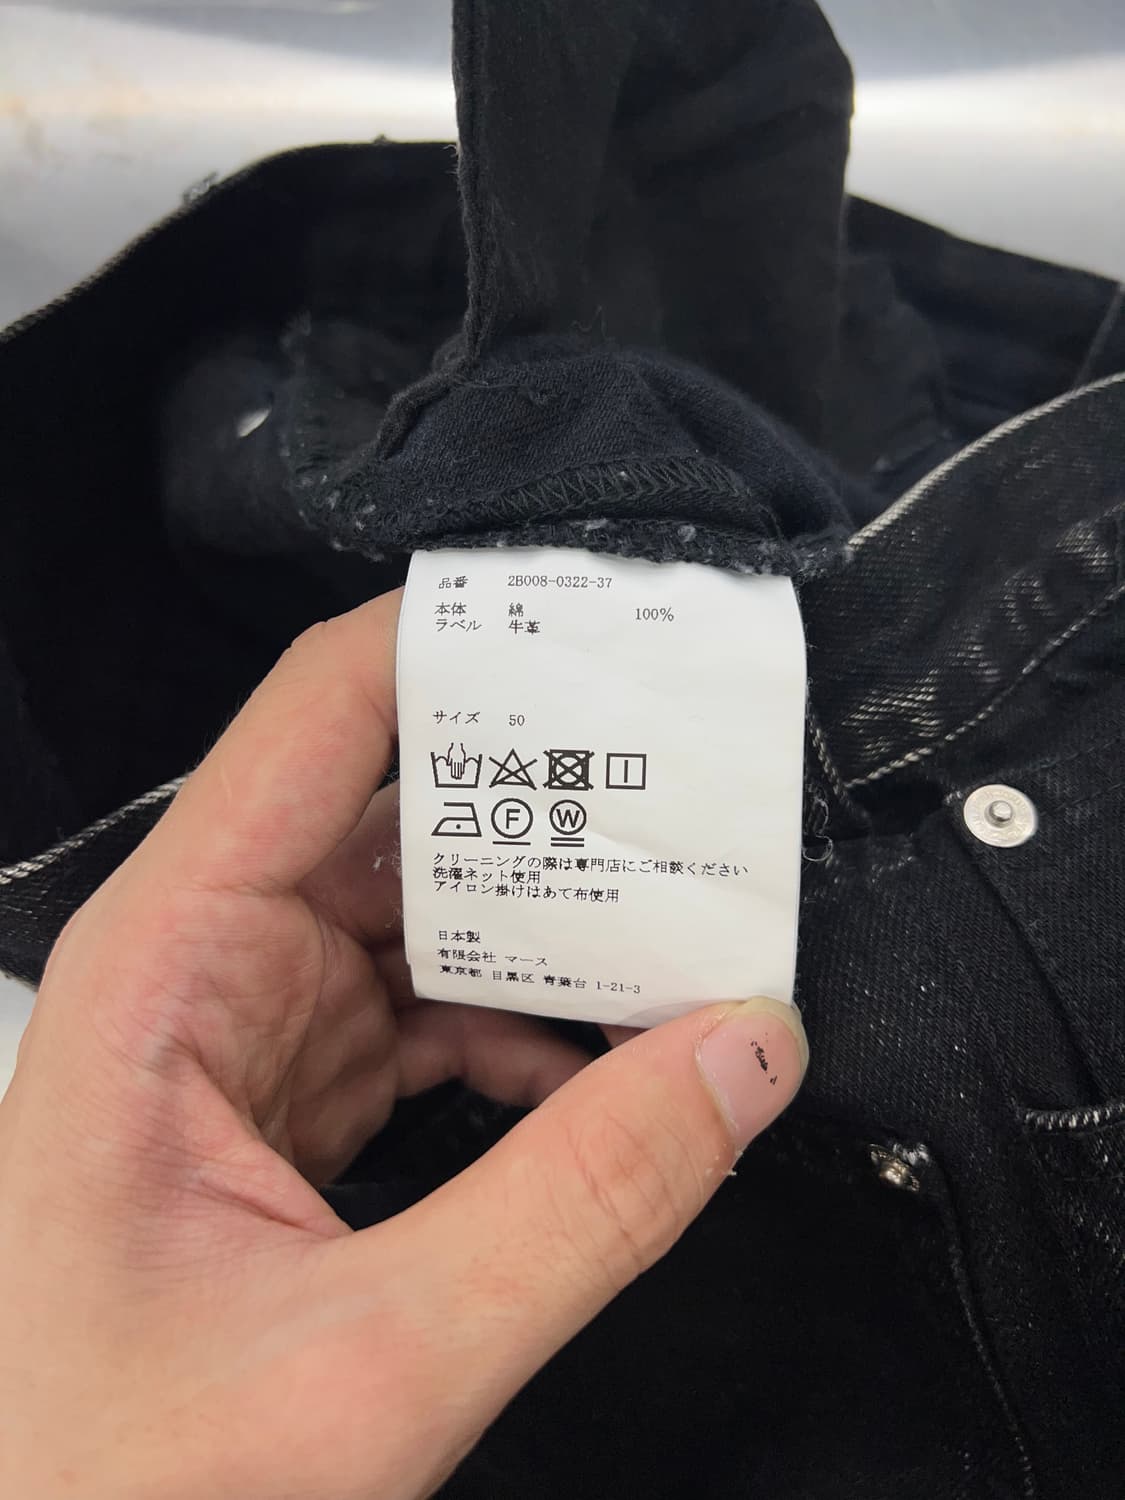 品番 2B008-0322-37
本体 綿 100%
ラベル 牛革
サイズ 50
F W
クリーニングの際は専門店にご相談ください
洗濯ネット使用
アイロン掛けはあて布使用
日本製
有限会社 マース
東京都 目黒区 青葉台 1-21-3